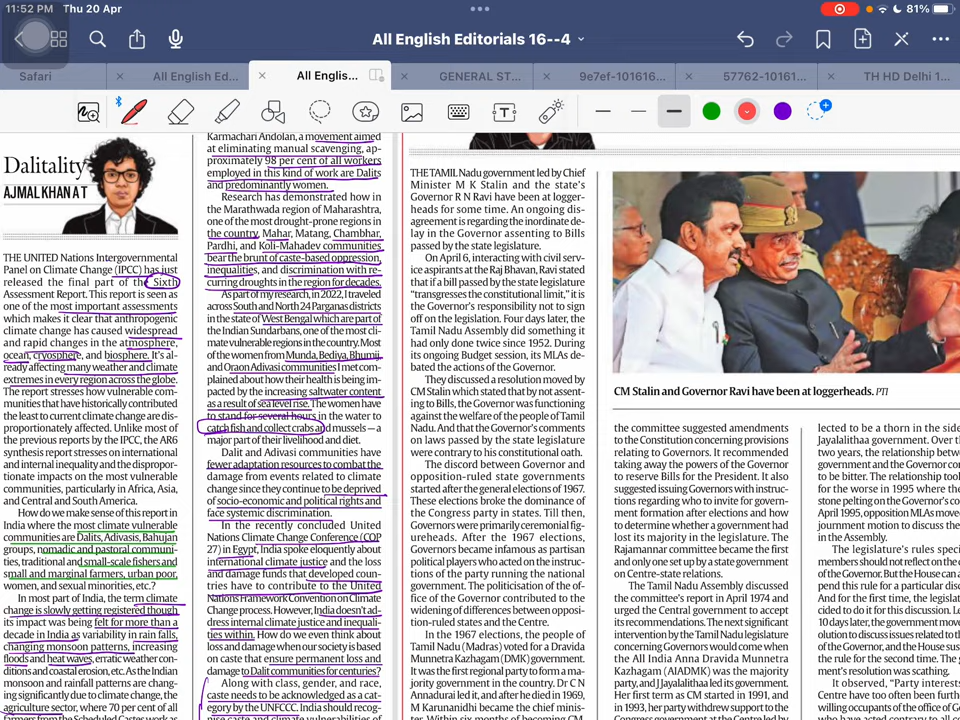 11:52 PM Thu 20 Apr
81%
All English Editorials 16--4
Safari
All English Ed...
All Englis...
GENERAL ST...
9e7ef-101616...
57762-10161...
TH HD Delhi 1...
Dalitality
AJMAL KHAN A T
THE UNITED Nations Intergovernmental
Panel on Climate Change (IPCC) has just
released the final part of the Sixth
Assessment Report. This report is seen as
one of the most important assessments
which makes it clear that anthropogenic
climate change has caused widespread
and rapid changes in the atmosphere,
ocean, cryosphere, and biosphere. It's al-
ready affecting many weather and climate
extremes in every region across the globe.
The report stresses how vulnerable com-
munities that have historically contributed
the least to current climate change are dis-
proportionately affected. Unlike most of
the previous reports by the IPCC, the AR6
synthesis report stresses on international
and internal inequality and the dispropor-
tionate impacts on the most vulnerable
communities, particularly in Africa, Asia,
and Central and South America.
How do we make sense of this report in
India where the most climate vulnerable
communities are Dalits, Adivasis, Bahujan
groups, nomadic and pastoral communi-
ties, traditional and small-scale fishers and
small and marginal farmers, urban poor,
women, and sexual minorities, etc.?
In most part of India, the term climate
change is slowly getting registered though
its impact was being felt for more than a
decade in India as variability in rain falls,
changing monsoon patterns, increasing
floods and heat waves, erratic weather con-
ditions and coastal erosion, etc. As the Indian
monsoon and rainfall patterns are chan-
ging significantly due to climate change, the
agriculture sector, where 70 per cent of all
farmers from the Scheduled Castes work as
Karmachari Andolan, a movement aimed
at eliminating manual scavenging, ap-
proximately 98 per cent of all workers
employed in this kind of work are Dalits
and predominantly women.
Research has demonstrated how in
the Marathwada region of Maharashtra,
one of the most drought-prone regions in
the country, Mahar, Matang, Chambhar,
Pardhi, and Koli-Mahadev communities
bear the brunt of caste-based oppression,
inequalities, and discrimination with re-
curring droughts in the region for decades.
As part of my research, in 2022, I traveled
across South and North 24 Parganas districts
in the state of West Bengal which are part of
the Indian Sundarbans, one of the most cli-
mate vulnerable regions in the country. Most
of the women from Munda, Bediya, Bhumij,
and Oraon Adivasi communities I met com-
plained about how their health is being im-
pacted by the increasing saltwater content
as a result of sea level rise. The women have
to stand for several hours in the water to
catch fish and collect crabs and mussels — a
major part of their livelihood and diet.
Dalit and Adivasi communities have
fewer adaptation resources to combat the
damage from events related to climate
change since they continue to be deprived
of socio-economic and political rights and
face systemic discrimination.
In the recently concluded United
Nations Climate Change Conference (COP
27) in Egypt, India spoke eloquently about
international climate justice and the loss
and damage funds that developed coun-
tries have to contribute to the United
Nations Framework Convention on Climate
Change process. However, India doesn't ad-
dress internal climate justice and inequali-
ties within. How do we even think about
loss and damage when our society is based
on caste that ensure permanent loss and
damage to Dalit communities for centuries?
Along with class, gender, and race,
caste needs to be acknowledged as a cat-
egory by the UNFCCC. India should recog-
nise caste and climate vulnerabilities of
THE TAMIL Nadu government led by Chief
Minister M K Stalin and the state's
Governor R N Ravi have been at logger-
heads for some time. An ongoing dis-
agreement is regarding the inordinate de-
lay in the Governor assenting to Bills
passed by the state legislature.
On April 6, interacting with civil serv-
ice aspirants at the Raj Bhavan, Ravi stated
that if a bill passed by the state legislature
"transgresses the constitutional limit," it is
the Governor's responsibility not to sign
off on the legislation. Four days later, the
Tamil Nadu Assembly did something it
had only done twice since 1952. During
its ongoing Budget session, its MLAs de-
bated the actions of the Governor.
They discussed a resolution moved by
CM Stalin which stated that by not assent-
ing to Bills, the Governor was functioning
against the welfare of the people of Tamil
Nadu. And that the Governor's comments
on laws passed by the state legislature
were contrary to his constitutional oath.
The discord between Governor and
opposition-ruled state governments
started after the general elections of 1967.
These elections broke the dominance of
the Congress party in states. Till then,
Governors were primarily ceremonial fig-
ureheads. After the 1967 elections,
Governors became infamous as partisan
political players who acted on the instruc-
tions of the party running the national
government. The politicisation of the of-
fice of the Governor contributed to the
widening of differences between opposi-
tion-ruled states and the Centre.
In the 1967 elections, the people of
Tamil Nadu (Madras) voted for a Dravida
Munnetra Kazhagam (DMK) government.
It was the first regional party to form a ma-
jority government in the country. Dr C N
Annadurai led it, and after he died in 1969,
M Karunanidhi became the chief minis-
ter. Within six months of becoming CM,
CM Stalin and Governor Ravi have been at loggerheads. PTI
the committee suggested amendments
to the Constitution concerning provisions
relating to Governors. It recommended
taking away the powers of the Governor
to reserve Bills for the President. It also
suggested issuing Governors with instruc-
tions regarding who to invite for govern-
ment formation after elections and how
to determine whether a government had
lost its majority in the legislature. The
Rajamannar committee became the first
and only one set up by a state government
on Centre-state relations.
The Tamil Nadu Assembly discussed
the committee's report in April 1974 and
urged the Central government to accept
its recommendations. The next significant
intervention by the Tamil Nadu legislature
concerning Governors would come when
the All India Anna Dravida Munnetra
Kazhagam (AIADMK) was the majority
party, and J Jayalalithaa led its government.
Her first term as CM started in 1991, and
in 1993, her party withdrew support to the
Congress government at the Centre led by
lected to be a thorn in the side
Jayalalithaa government. Over t
two years, the relationship betw
government and the Governor co
to be bitter. The relationship too
for the worse in 1995 where th
stone pelting on the Governor's co
April 1995, opposition MLAs moved
journment motion to discuss the
in the Assembly.
The legislature's rules speci
members should not reflect on the
of the Governor. But the House can
pend this rule for a particular dis
And for the first time, the legislat
cided to do it for this discussion. L
10 days later, the government mov
olution to discuss issues related to t
of the Governor, and the House sus
the rule for the second time. The
ment's resolution was scathing.
It observed, "Party interests
Centre have too often been furthe
willing occupants of the office of G